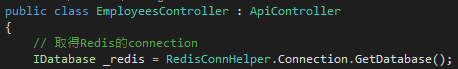 public class EmployeesController : ApiController
{
// 取得Redis的connection
IDatabase _redis = RedisConnHelper.Connection.GetDatabase();